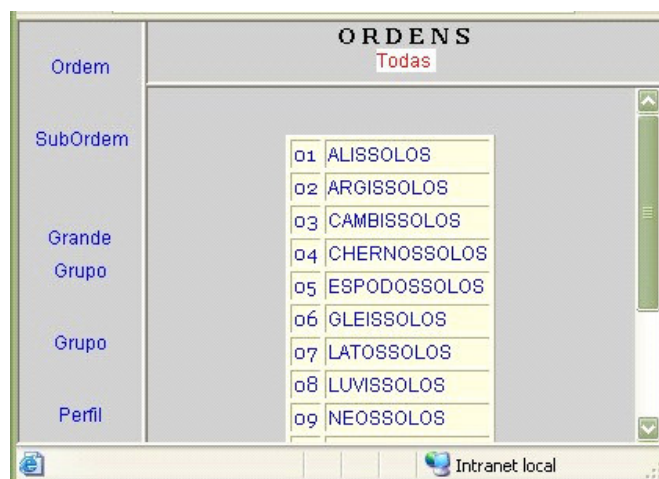 ORDENS
Todas
Ordem
SubOrdem
Grande
Grupo
Grupo
Perfil
01 ALISSOLOS
02 ARGISSOLOS
03 CAMBISSOLOS
04 CHERNOSSOLOS
05 ESPODOSSOLOS
06 GLEISSOLOS
07 LATOSSOLOS
08 LUVISSOLOS
09 NEOSSOLOS
Intranet local